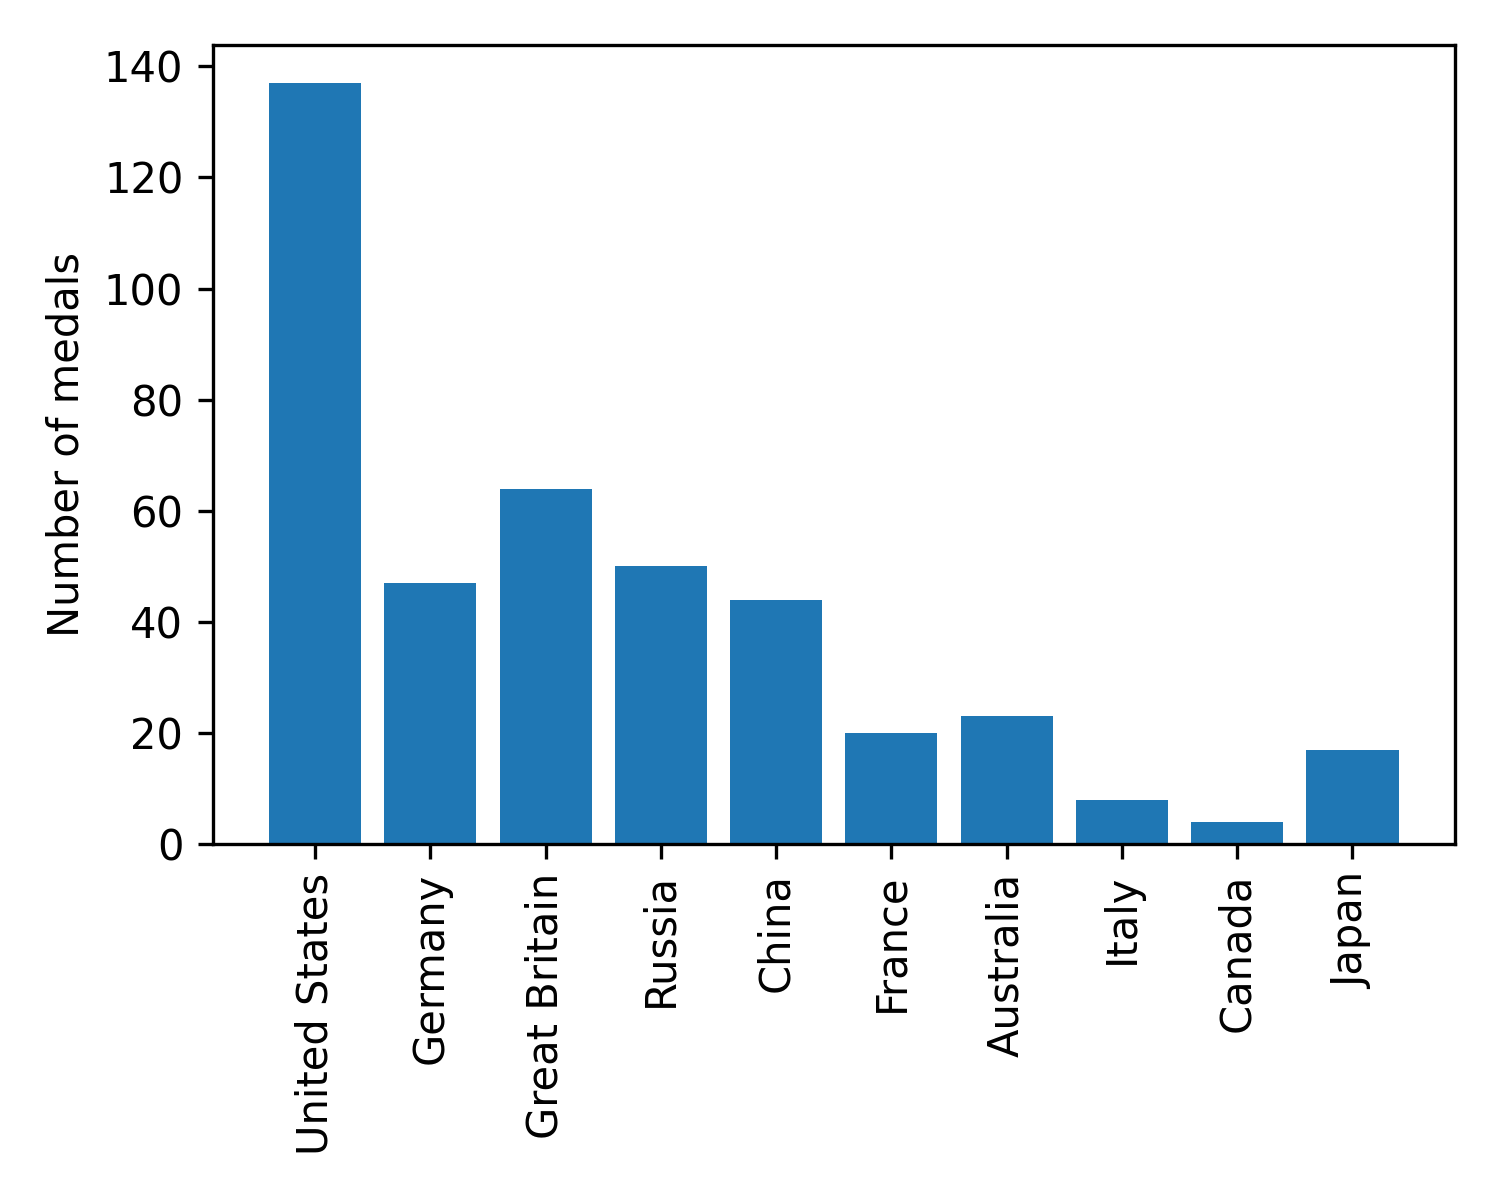 Number of medals
140
120
100
80
60
40
20
0
United States
Germany
Great Britain
Russia
China
France
Australia
Italy
Canada
Japan